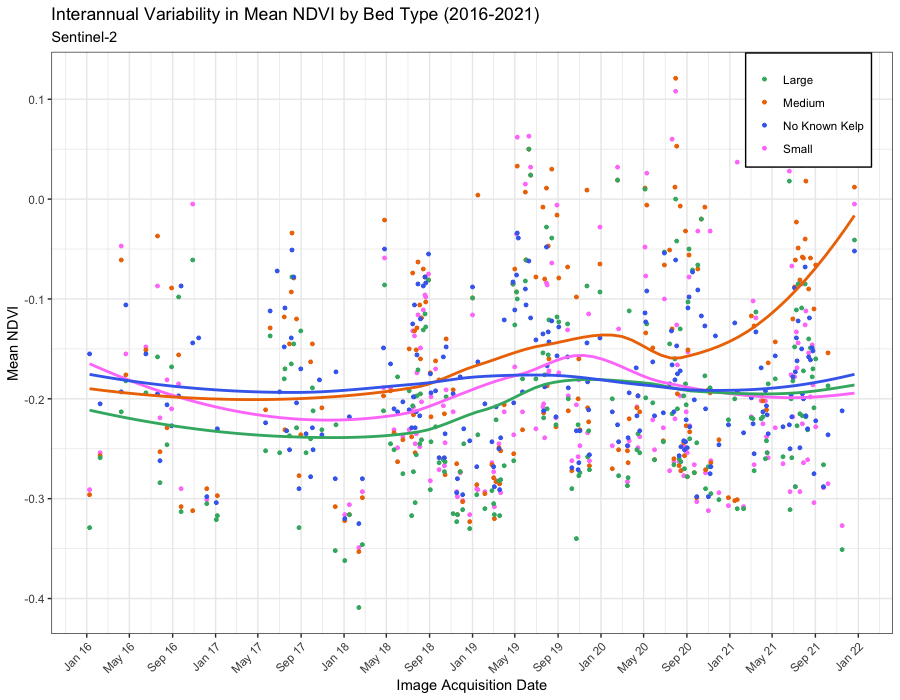 Interannual Variability in Mean NDVI by Bed Type (2016-2021)
Sentinel-2
Large
Medium
No Known Kelp
Small
0.1
0.0
-0.1
-0.2
-0.3
-0.4
Mean NDVI
Jan 16
May 16
Sep 16
Jan 17
May 17
Sep 17
Jan 18
May 18
Sep 18
Jan 19
May 19
Sep 19
Jan 20
May 20
Sep 20
Jan 21
May 21
Sep 21
Jan 22
Image Acquisition Date